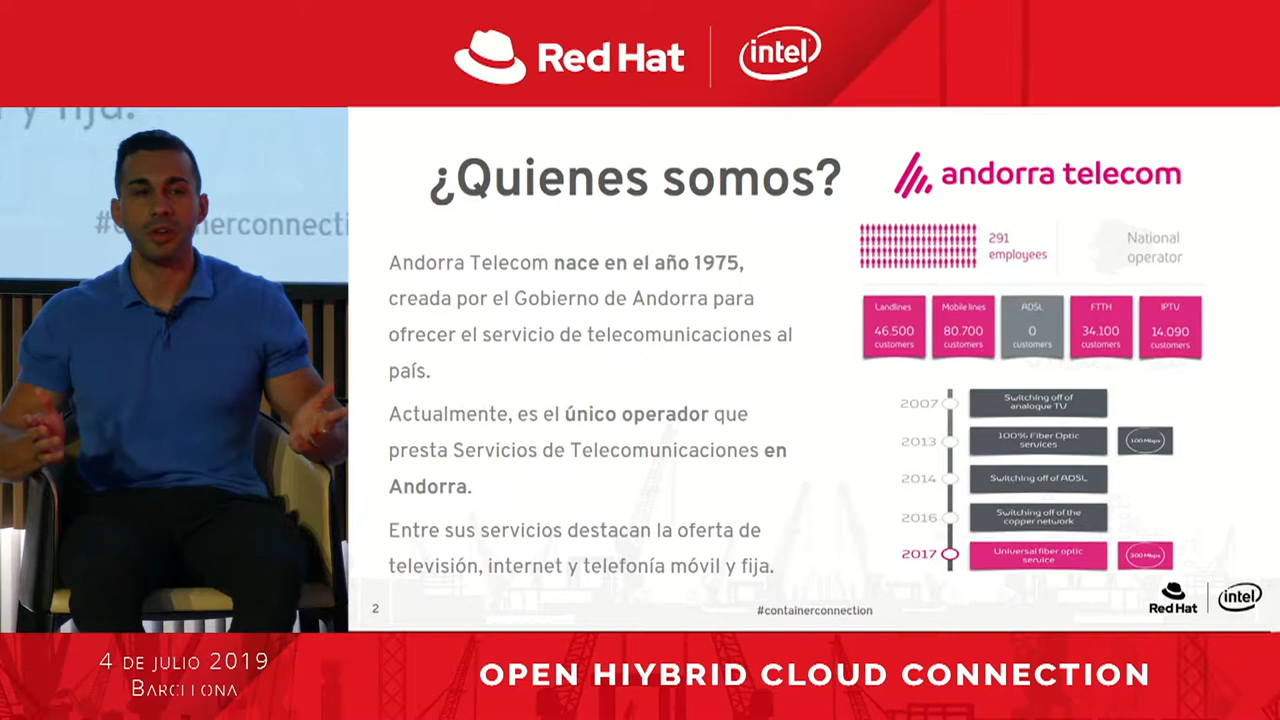 Red Hat
intel
y fija.
#containerconnecti
¿Quienes somos?
andorra telecom
Andorra Telecom nace en el año 1975,
creada por el Gobierno de Andorra para
ofrecer el servicio de telecomunicaciones al
país.
Actualmente, es el único operador que
presta Servicios de Telecomunicaciones en
Andorra.
Entre sus servicios destacan la oferta de
televisión, internet y telefonía móvil y fija.
291
employees
National
operator
Landlines
46.500
customers
Mobile lines
80.700
customers
ADSL
0
customers
FTTH
34.100
customers
IPTV
14.090
customers
2007
Switching off of
analogue TV
2013
100% Fiber Optic
services
100Mbps
2014
Switching off of ADSL
2016
Switching off of the
copper network
2017
Universal fiber optic
service
300Mbps
2
#containerconnection
Red Hat
intel
4 DE JULIO 2019
BARCELONA
OPEN HIYBRID CLOUD CONNECTION